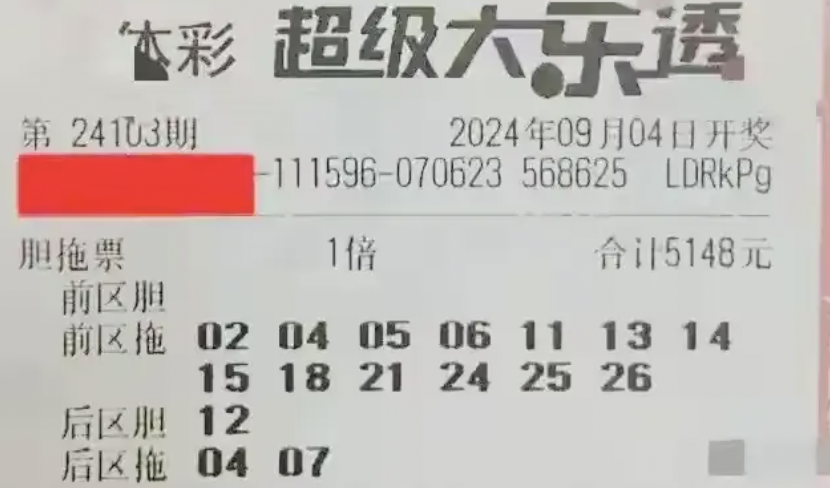 体彩 超级大乐透
第 24103期 2024年09月04日开奖
-111596-070623 568625 LDRkPg
胆拖票 1倍 合计5148元
前区胆
前区拖 02 04 05 06 11 13 14
15 18 21 24 25 26
后区胆 12
后区拖 04 07